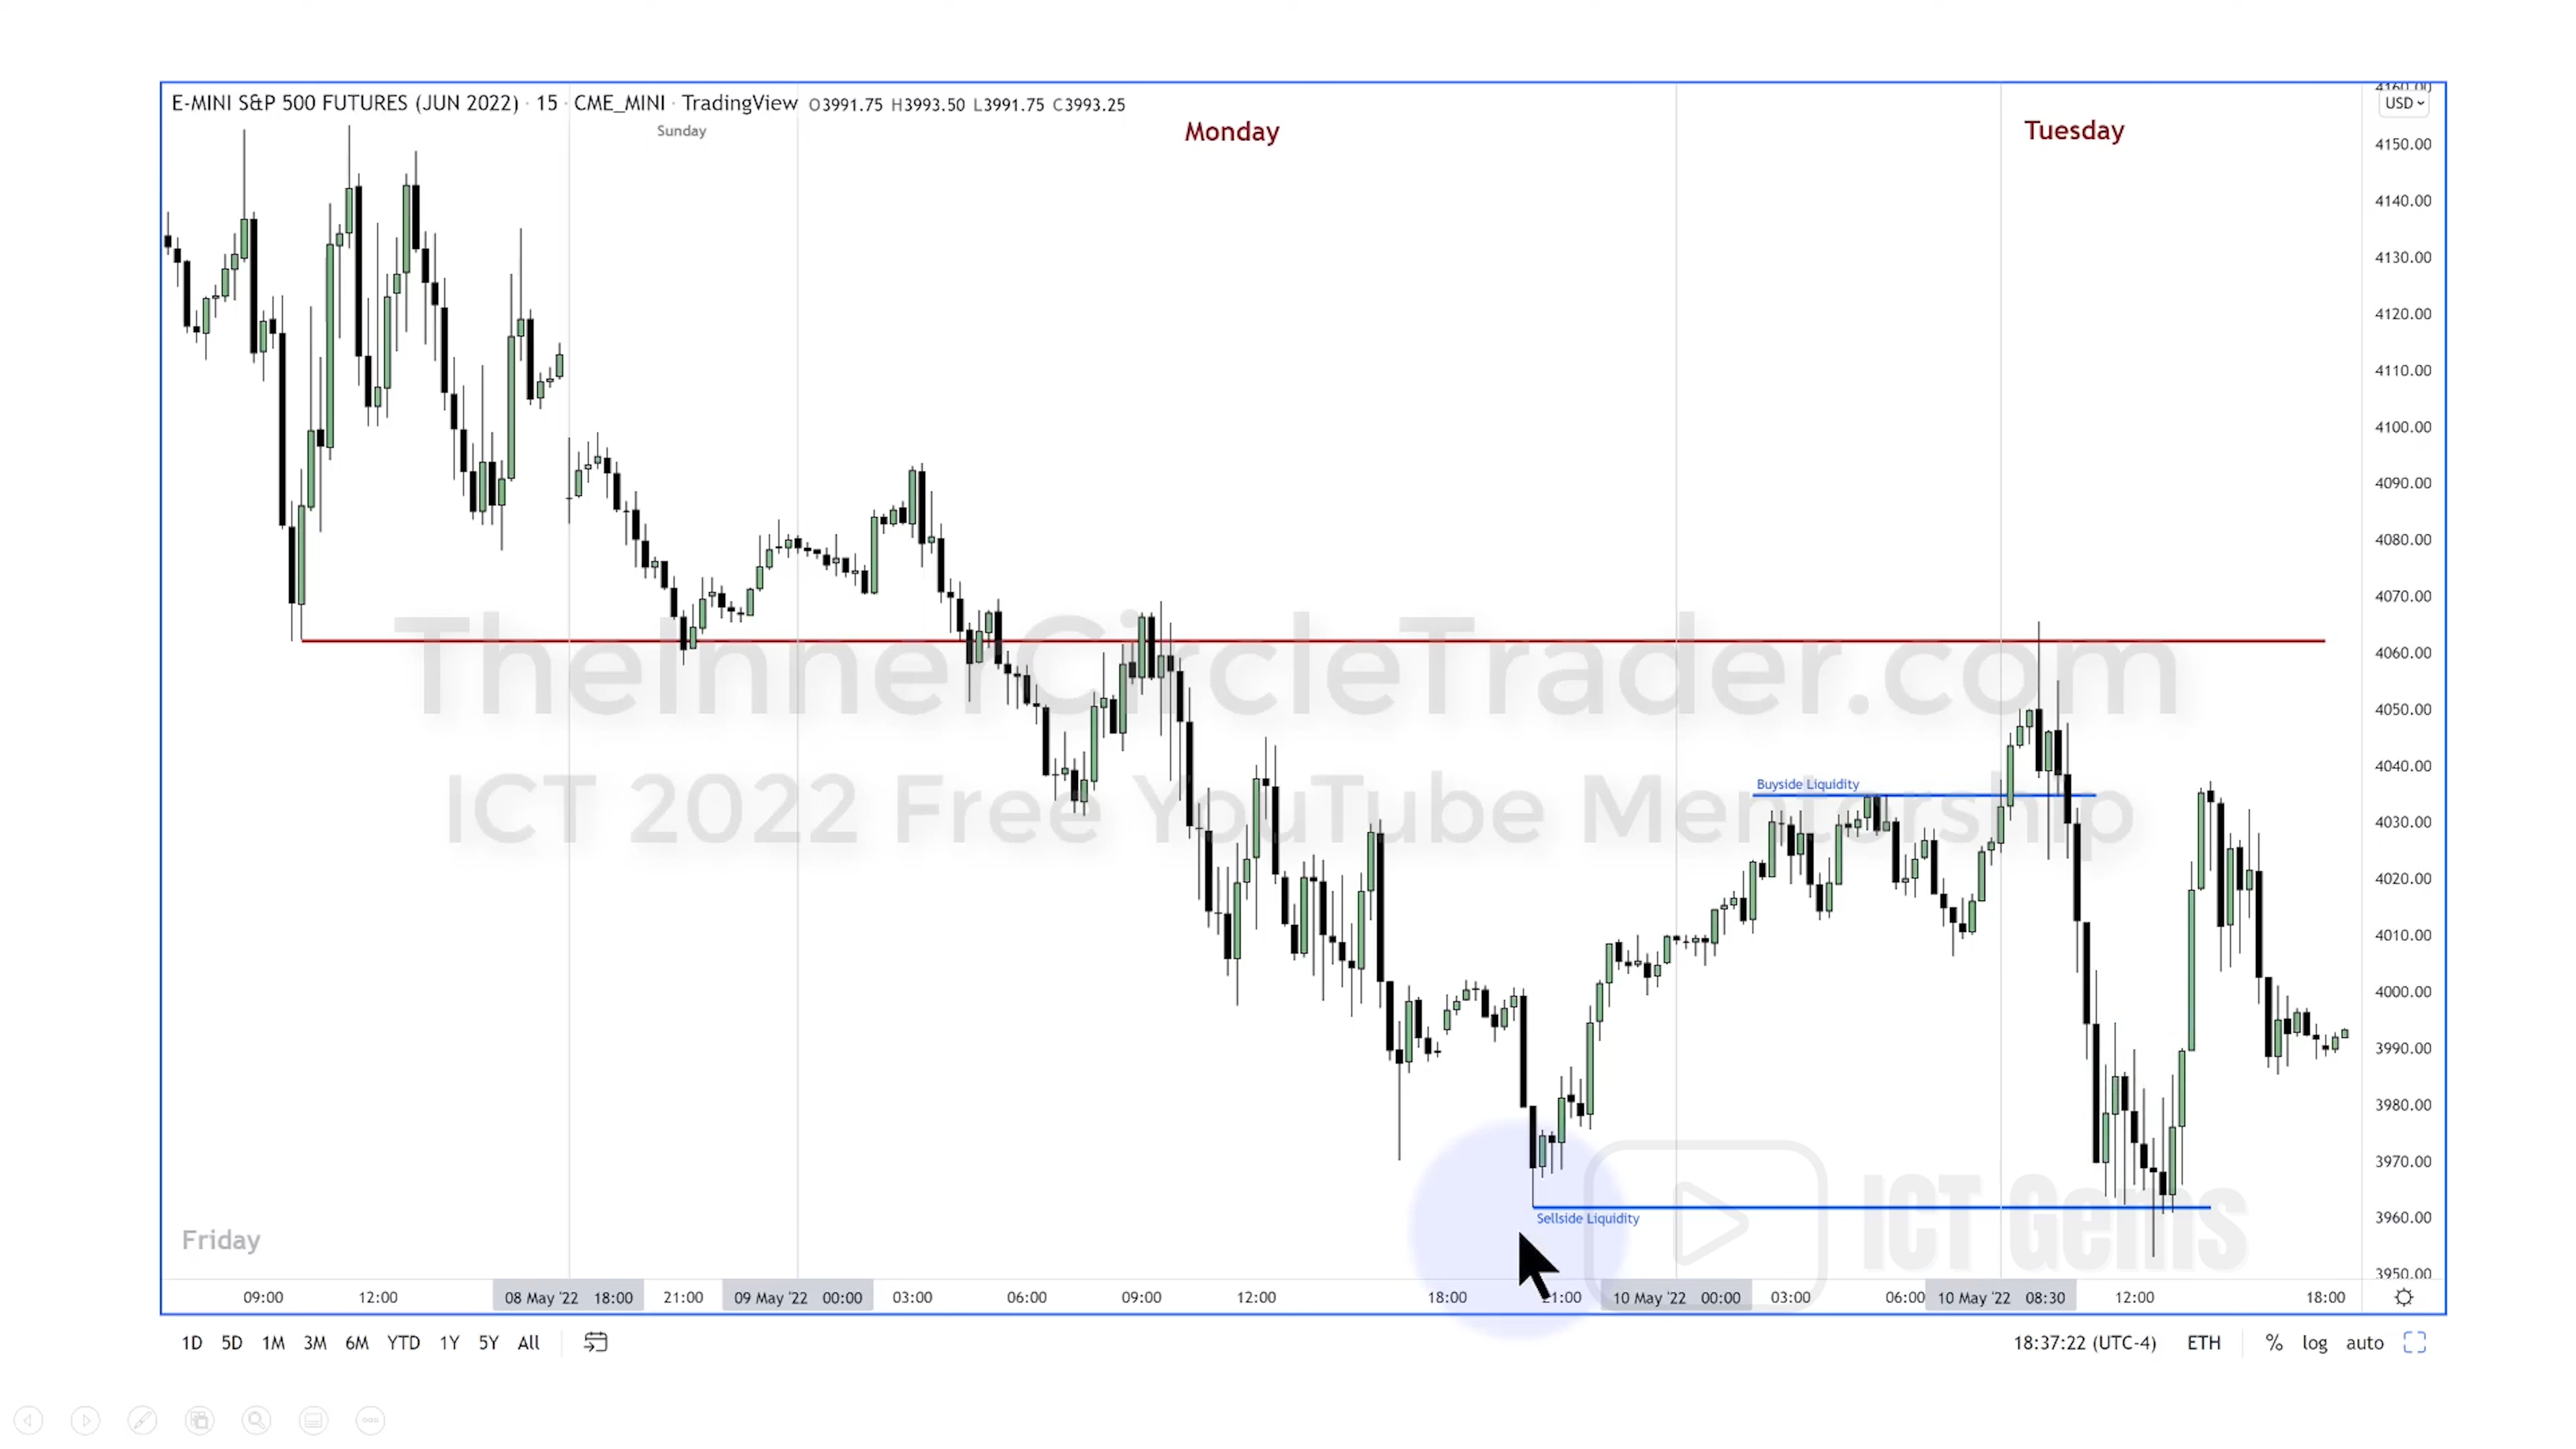 E-MINI S&P 500 FUTURES (JUN 2022) · 15 · CME_MINI · TradingView O3991.75 H3993.50 L3991.75 C3993.25
Sunday
Monday
Tuesday
4160.00
USD
4150.00
4140.00
4130.00
4120.00
4110.00
4100.00
4090.00
4080.00
4070.00
4060.00
4050.00
4040.00
4030.00
4020.00
4010.00
4000.00
3990.00
3980.00
3970.00
3960.00
3950.00
TheInnerCircleTrader.com
ICT 2022 Free YouTube Mentorship
Buyside Liquidity
Sellside Liquidity
ICT Gems
Friday
09:00 12:00 08 May '22 18:00 21:00 09 May '22 00:00 03:00 06:00 09:00 12:00 18:00 21:00 10 May '22 00:00 03:00 06:00 10 May '22 08:30 12:00 18:00
1D 5D 1M 3M 6M YTD 1Y 5Y All
18:37:22 (UTC-4) ETH % log auto